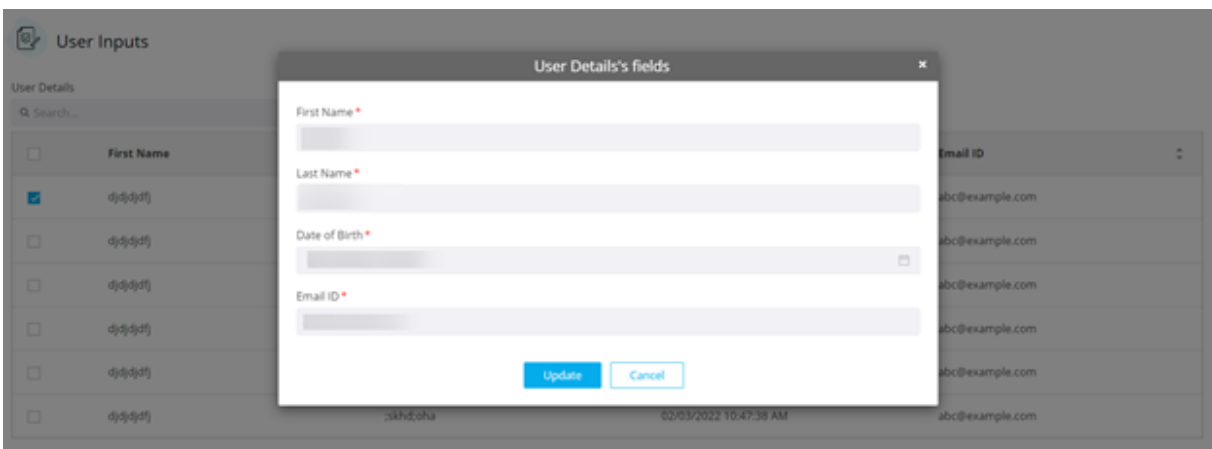 User Inputs
User Details's fields
×
User Details
Search...
First Name *
Last Name *
Date of Birth *
Email ID *
Update
Cancel
First Name
Email ID
djdjdjdfj
abc@example.com
djdjdjdfj
abc@example.com
djdjdjdfj
abc@example.com
djdjdjdfj
abc@example.com
djdjdjdfj
abc@example.com
djdjdjdfj
;skhd;oha
02/03/2022 10:47:38 AM
abc@example.com